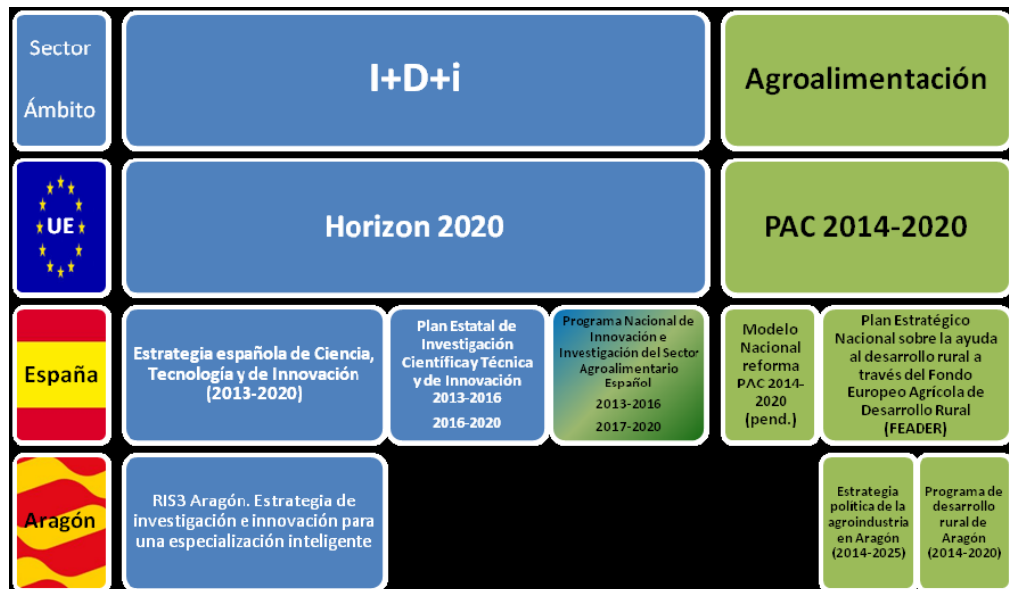 Sector
Ámbito
I+D+i
Agroalimentación
UE
Horizon 2020
PAC 2014-2020
España
Estrategia española de Ciencia,
Tecnología y de Innovación
(2013-2020)
Plan Estatal de
Investigación
Científica y Técnica
y de Innovación
2013-2016
2016-2020
Programa Nacional de
Innovación e
Investigación del Sector
Agroalimentario
Español
2013-2016
2017-2020
Modelo
Nacional
reforma
PAC 2014-
2020
(pend.)
Plan Estratégico
Nacional sobre la ayuda
al desarrollo rural a
través del Fondo
Europeo Agrícola de
Desarrollo Rural
(FEADER)
Aragón
RIS3 Aragón. Estrategia de
investigación e innovación para
una especialización inteligente
Estrategia
política de la
agroindustria
en Aragón
(2014-2025)
Programa de
desarrollo
rural de
Aragón
(2014-2020)